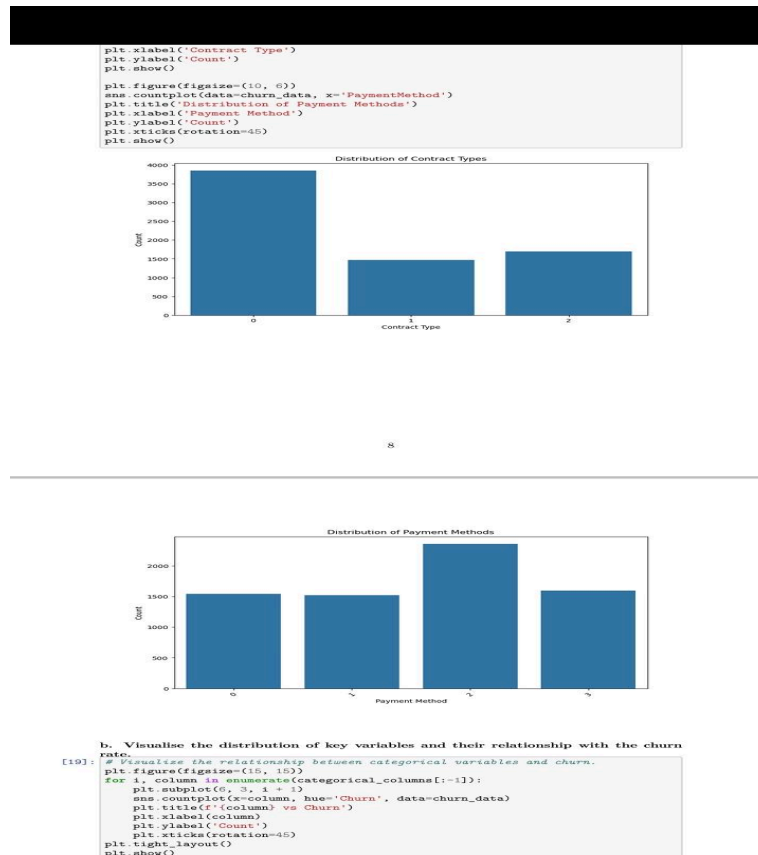 plt.xlabel('Contract Type')
plt.ylabel('Count')
plt.show()
plt.figure(figsize=(10, 6))
sns.countplot(data=churn_data, x='PaymentMethod')
plt.title('Distribution of Payment Methods')
plt.xlabel('Payment Method')
plt.ylabel('Count')
plt.xticks(rotation=45)
plt.show()
Distribution of Contract Types
4000
3500
3000
2500
2000
1500
1000
500
0
Count
0 1 2
Contract Type
8
Distribution of Payment Methods
2000
1500
1000
500
0
Count
0 1 2 3
Payment Method
b. Visualise the distribution of key variables and their relationship with the churn
rate.
[19]: # Visualize the relationship between categorical variables and churn.
plt.figure(figsize=(15, 15))
for i, column in enumerate(categorical_columns[:-1]):
plt.subplot(6, 3, i + 1)
sns.countplot(x=column, hue='Churn', data=churn_data)
plt.title(f'{column} vs Churn')
plt.xlabel(column)
plt.ylabel('Count')
plt.xticks(rotation=45)
plt.tight_layout()
plt.show()